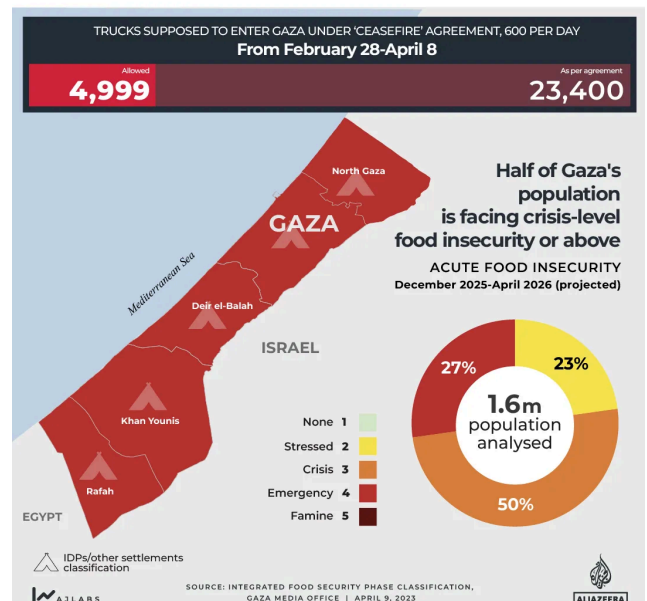 TRUCKS SUPPOSED TO ENTER GAZA UNDER ‘CEASEFIRE’ AGREEMENT, 600 PER DAY
From February 28-April 8
Allowed
4,999
As per agreement
23,400
North Gaza
GAZA
Mediterranean Sea
Deir el-Balah
ISRAEL
Khan Younis
Rafah
EGYPT
Half of Gaza's
population
is facing crisis-level
food insecurity or above
ACUTE FOOD INSECURITY
December 2025-April 2026 (projected)
27%
23%
1.6m
population
analysed
50%
None 1
Stressed 2
Crisis 3
Emergency 4
Famine 5
IDPs/other settlements
classification
AJLABS
SOURCE: INTEGRATED FOOD SECURITY PHASE CLASSIFICATION,
GAZA MEDIA OFFICE | APRIL 9, 2023
ALJAZEERA